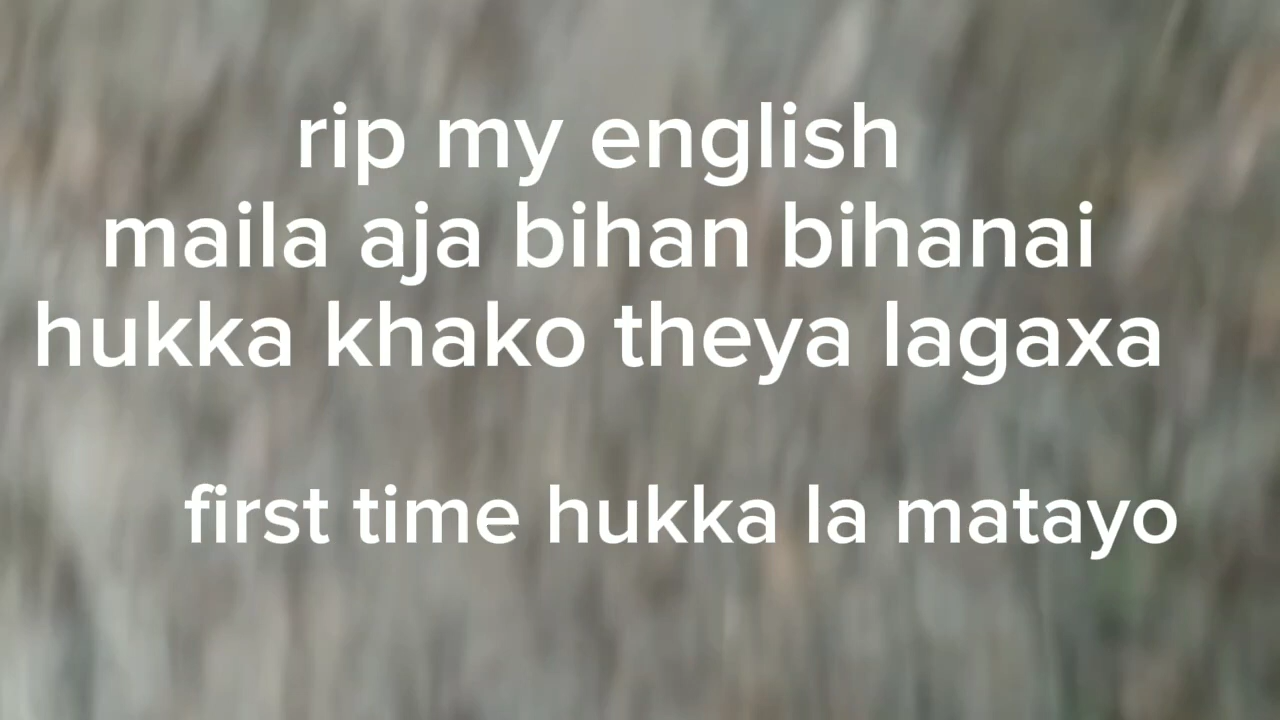 rip my english
maila aja bihan bihanai
hukka khako theya lagaxa
first time hukka la matayo